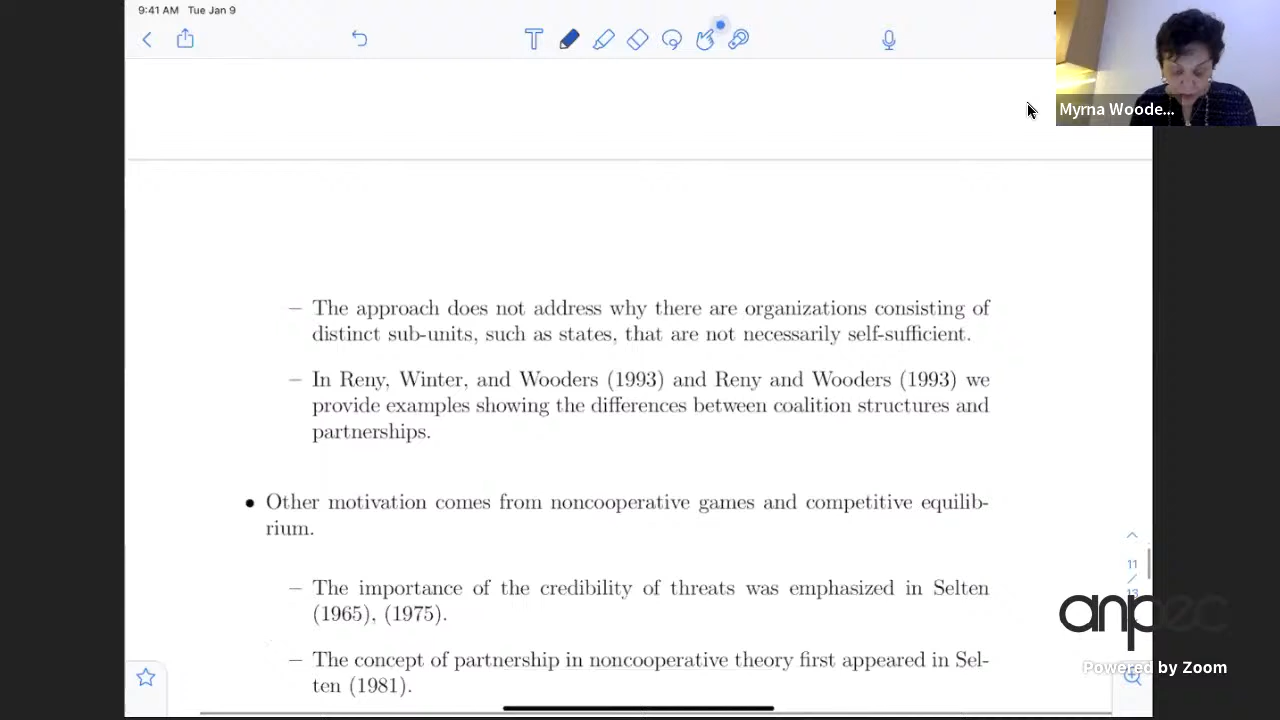 9:41 AM Tue Jan 9
T
Myrna Woode...
– The approach does not address why there are organizations consisting of
distinct sub-units, such as states, that are not necessarily self-sufficient.
– In Reny, Winter, and Wooders (1993) and Reny and Wooders (1993) we
provide examples showing the differences between coalition structures and
partnerships.
• Other motivation comes from noncooperative games and competitive equilib-
rium.
– The importance of the credibility of threats was emphasized in Selten
(1965), (1975).
– The concept of partnership in noncooperative theory first appeared in Sel-
ten (1981).
11
/
13
anpec
Powered by Zoom